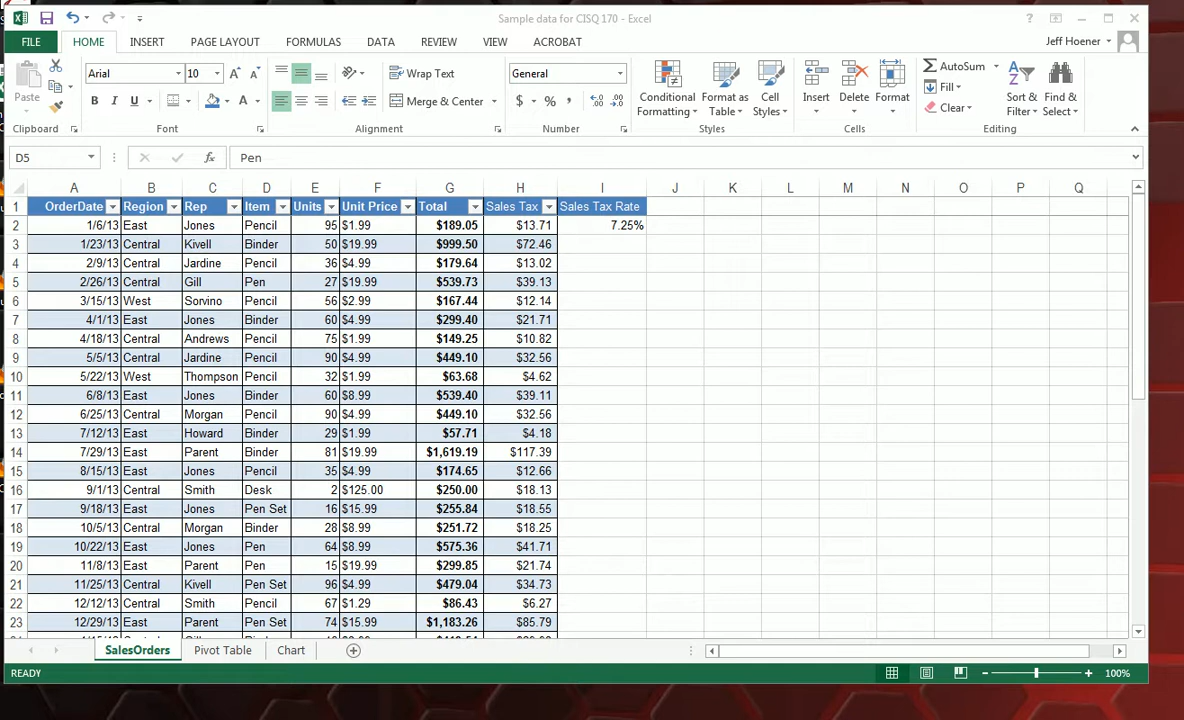 Sample data for CISQ 170 - Excel
FILE HOME INSERT PAGE LAYOUT FORMULAS DATA REVIEW VIEW ACROBAT Jeff Hoener
Paste Arial 10 Wrap Text General Conditional Formatting Format as Table Cell Styles Insert Delete Format AutoSum Fill Clear Sort & Filter Find & Select
B I U Merge & Center $ % ,
Clipboard Font Alignment Number Styles Cells Editing
D5 fx Pen
A B C D E F G H I J K L M N O P Q
1 OrderDate Region Rep Item Units Unit Price Total Sales Tax Sales Tax Rate
2 1/6/13 East Jones Pencil 95 $1.99 $189.05 $13.71 7.25%
3 1/23/13 Central Kivell Binder 50 $19.99 $999.50 $72.46
4 2/9/13 Central Jardine Pencil 36 $4.99 $179.64 $13.02
5 2/26/13 Central Gill Pen 27 $19.99 $539.73 $39.13
6 3/15/13 West Sorvino Pencil 56 $2.99 $167.44 $12.14
7 4/1/13 East Jones Binder 60 $4.99 $299.40 $21.71
8 4/18/13 Central Andrews Pencil 75 $1.99 $149.25 $10.82
9 5/5/13 Central Jardine Pencil 90 $4.99 $449.10 $32.56
10 5/22/13 West Thompson Pencil 32 $1.99 $63.68 $4.62
11 6/8/13 East Jones Binder 60 $8.99 $539.40 $39.11
12 6/25/13 Central Morgan Pencil 90 $4.99 $449.10 $32.56
13 7/12/13 East Howard Binder 29 $1.99 $57.71 $4.18
14 7/29/13 East Parent Binder 81 $19.99 $1,619.19 $117.39
15 8/15/13 East Jones Pencil 35 $4.99 $174.65 $12.66
16 9/1/13 Central Smith Desk 2 $125.00 $250.00 $18.13
17 9/18/13 East Jones Pen Set 16 $15.99 $255.84 $18.55
18 10/5/13 Central Morgan Binder 28 $8.99 $251.72 $18.25
19 10/22/13 East Jones Pen 64 $8.99 $575.36 $41.71
20 11/8/13 East Parent Pen 15 $19.99 $299.85 $21.74
21 11/25/13 Central Kivell Pen Set 96 $4.99 $479.04 $34.73
22 12/12/13 Central Smith Pencil 67 $1.29 $86.43 $6.27
23 12/29/13 East Parent Pen Set 74 $15.99 $1,183.26 $85.79
SalesOrders Pivot Table Chart
READY 100%